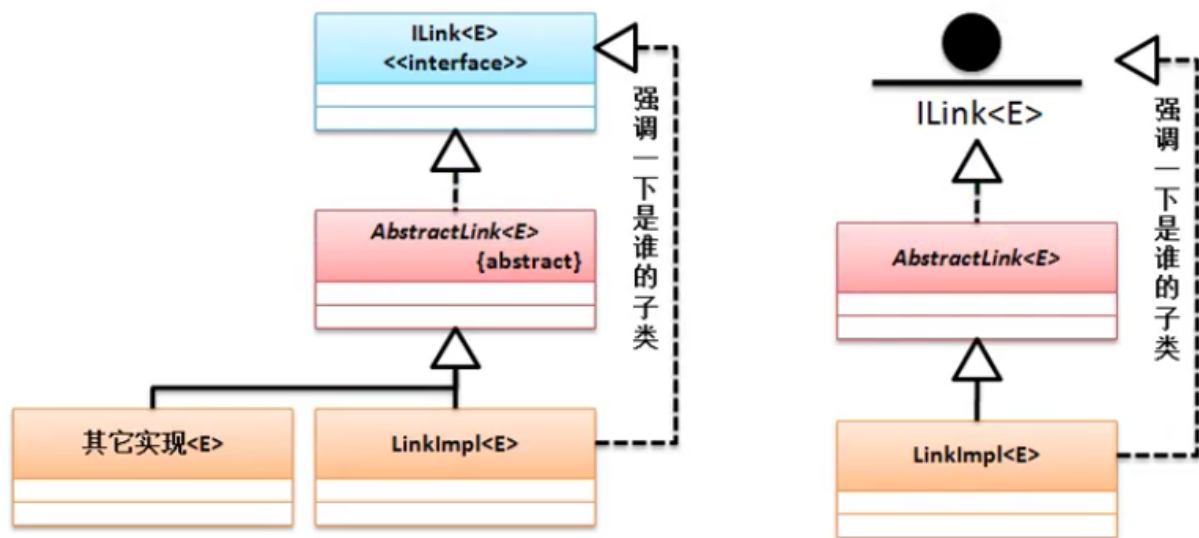 ILink<E>
<<interface>>
强调一下是谁的子类
AbstractLink<E>
{abstract}
其它实现<E>
LinkImpl<E>
ILink<E>
强调一下是谁的子类
AbstractLink<E>
LinkImpl<E>